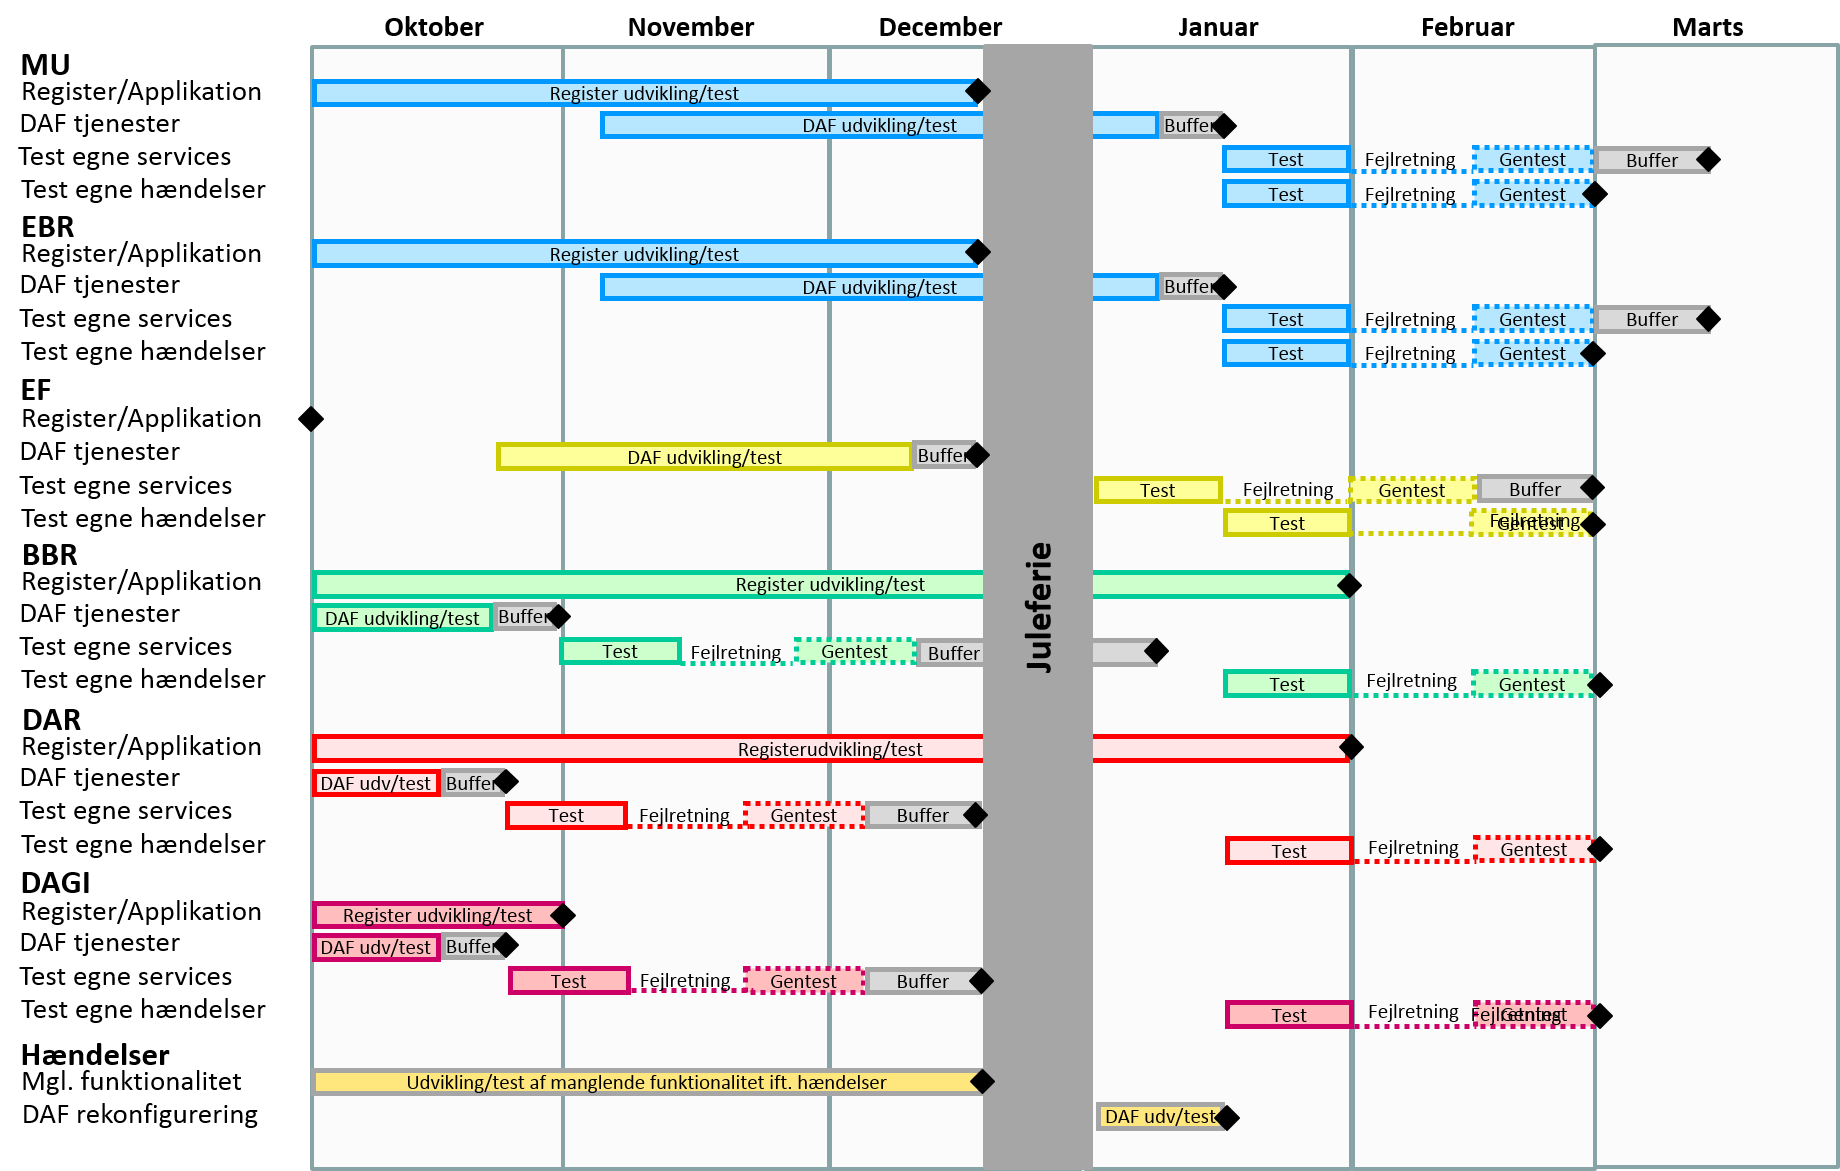 Oktober November December Januar Februar Marts
MU
Register/Applikation Register udvikling/test
DAF tjenester DAF udvikling/test Buffer
Test egne services Test Fejlretning Gentest Buffer
Test egne hændelser Test Fejlretning Gentest
EBR
Register/Applikation Register udvikling/test
DAF tjenester DAF udvikling/test Buffer
Test egne services Test Fejlretning Gentest Buffer
Test egne hændelser Test Fejlretning Gentest
EF
Register/Applikation
DAF tjenester DAF udvikling/test Buffer
Test egne services Test Fejlretning Gentest Buffer
Test egne hændelser Test Fejlretning Gentest
Juleferie
BBR
Register/Applikation Register udvikling/test
DAF tjenester DAF udvikling/test Buffer
Test egne services Test Fejlretning Gentest Buffer
Test egne hændelser Test Fejlretning Gentest
DAR
Register/Applikation Registerudvikling/test
DAF tjenester DAF udv/test Buffer
Test egne services Test Fejlretning Gentest Buffer
Test egne hændelser Test Fejlretning Gentest
DAGI
Register/Applikation Register udvikling/test
DAF tjenester DAF udv/test Buffer
Test egne services Test Fejlretning Gentest Buffer
Test egne hændelser Test Fejlretning Fejlretning Gentest
Hændelser
Mgl. funktionalitet Udvikling/test af manglende funktionalitet ift. hændelser
DAF rekonfigurering DAF udv/test